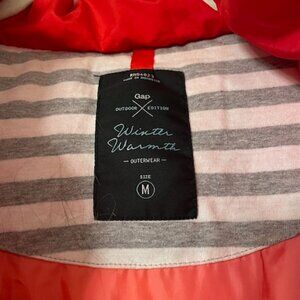 Gap
OUTDOOR EDITION
Winter
Warmth
OUTERWEAR
SIZE
M